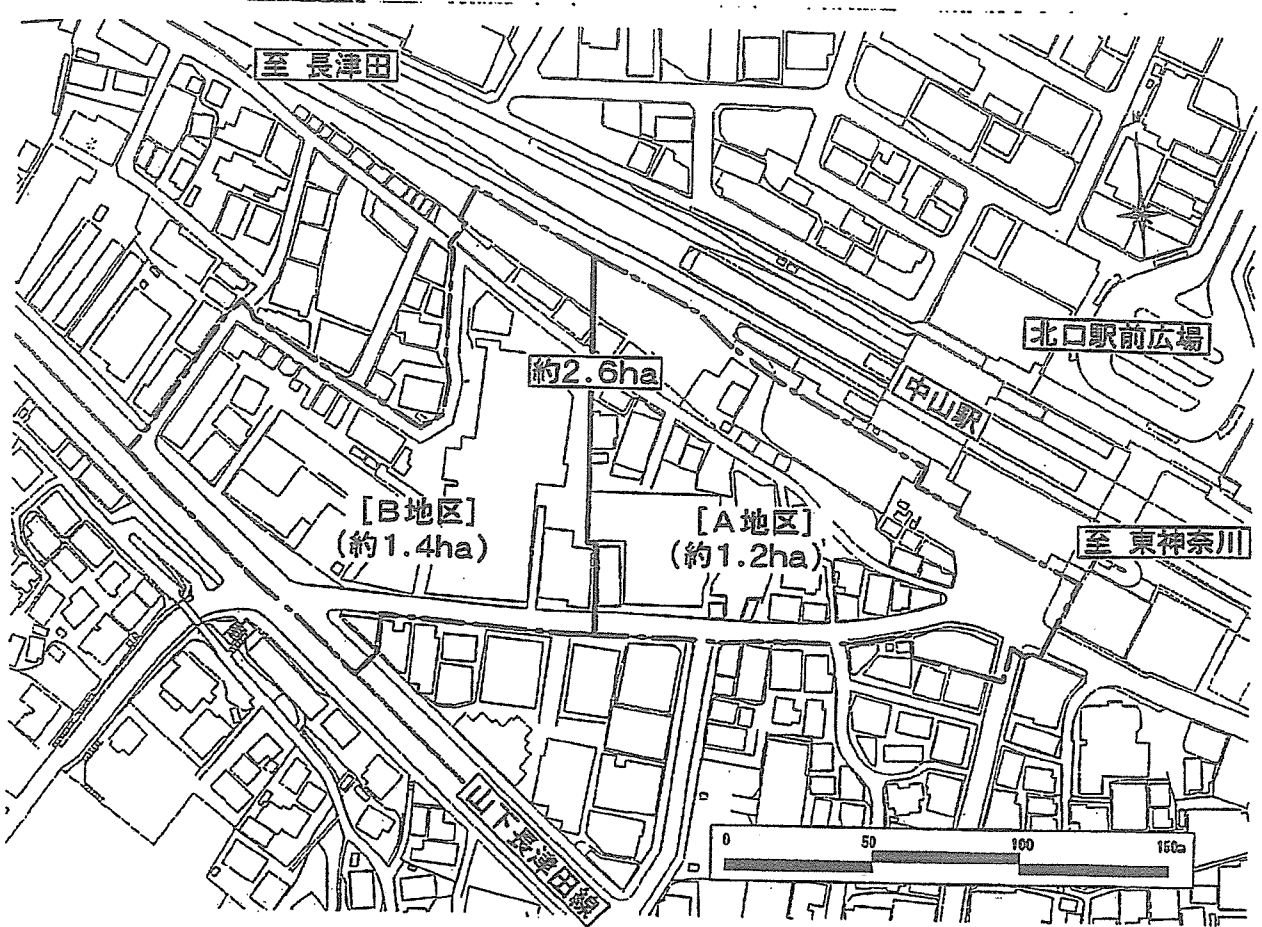 至 長津田
北口駅前広場
約2.6ha
中山駅
[B地区]
(約1.4ha)
[A地区]
(約1.2ha)
至 東神奈川
山下長津田線
0 50 100 150m